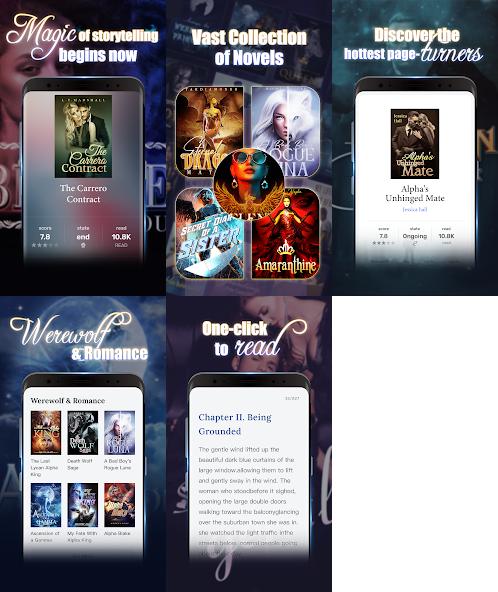 Magic of storytelling
begins now
L.T. MARSHALL
The
Carrero
Contract
The Carrero
Contract
score
state
read
7.8
end
10.8K
READ
Vast Collection
of Novels
ROGUE
LUNA
SECRET DIARY
OF A
SISTER
Amaranthine
Discover the
hottest page-turners
Jessica
Hall
Alpha's
Unhinged
Mate
Alpha's
Unhinged Mate
Jessica hall
score
state
read
7.8
Ongoing
10.8K
READ
Werewolf
& Romance
Werewolf & Romance
KING
Death
WOLF
LUNA
The Last
Lycan Alpha
King
Death Wolf
Saga
A Bad Boy's
Rogue Luna
Ascension of
a Gamma
My Fate With
Alpha King
Alpha Blake
One-click
to read
Chapter II. Being
Grounded
The gentle wind lifted up the
beautiful dark blue curtains of the
large window.allowing them to lift
and gently sway in the wind. The
woman who stoodbefore it sighed,
opening the large double doors
walking toward the balconyglancing
over the suburban town she was in.
she watched the light traffic inthe
streets below. normal people going